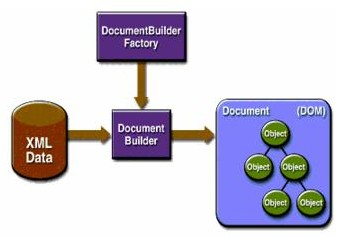 DocumentBuilder
Factory
XML
Data
Document
Builder
Document (DOM)
Object
Object Object
Object Object